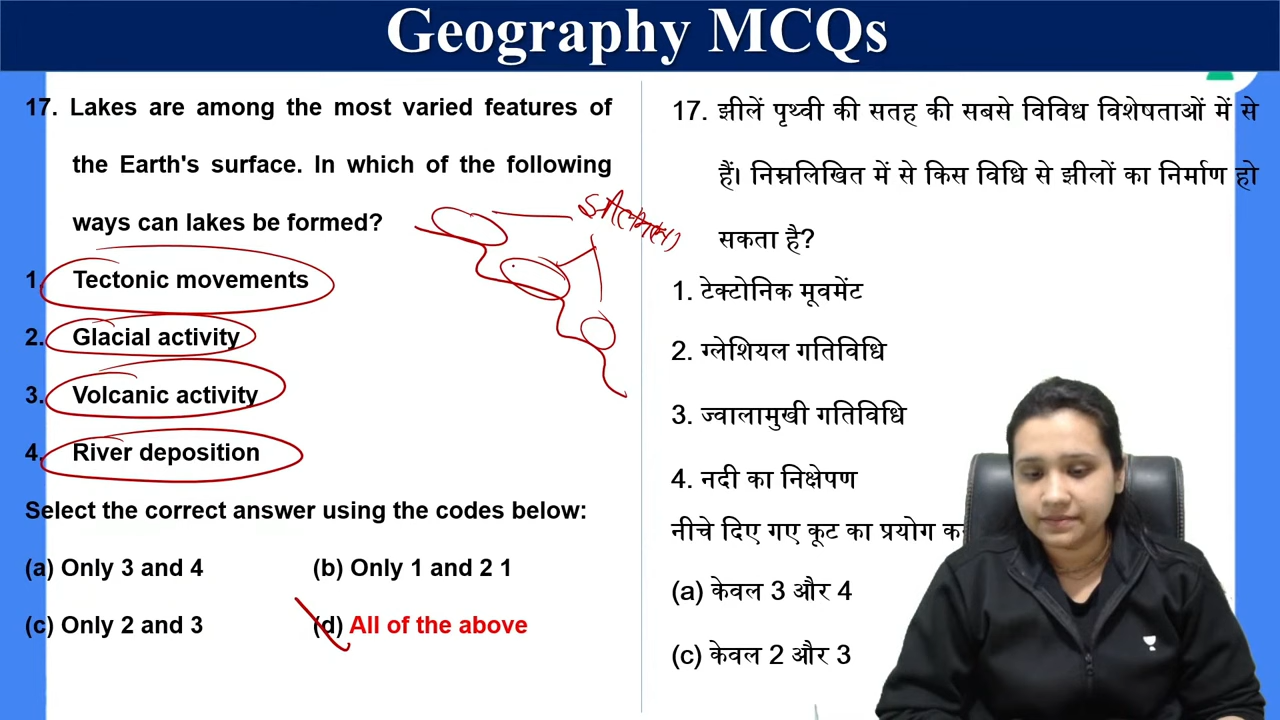 Geography MCQs
17. Lakes are among the most varied features of
the Earth's surface. In which of the following
ways can lakes be formed?
1. Tectonic movements
2. Glacial activity
3. Volcanic activity
4. River deposition
Select the correct answer using the codes below:
(a) Only 3 and 4 (b) Only 1 and 2 1
(c) Only 2 and 3 (d) All of the above
17. झीलें पृथ्वी की सतह की सबसे विविध विशेषताओं में से
हैं। निम्नलिखित में से किस विधि से झीलों का निर्माण हो
सकता है?
1. टेक्टोनिक मूवमेंट
2. ग्लेशियल गतिविधि
3. ज्वालामुखी गतिविधि
4. नदी का निक्षेपण
नीचे दिए गए कूट का प्रयोग
(a) केवल 3 और 4
(c) केवल 2 और 3